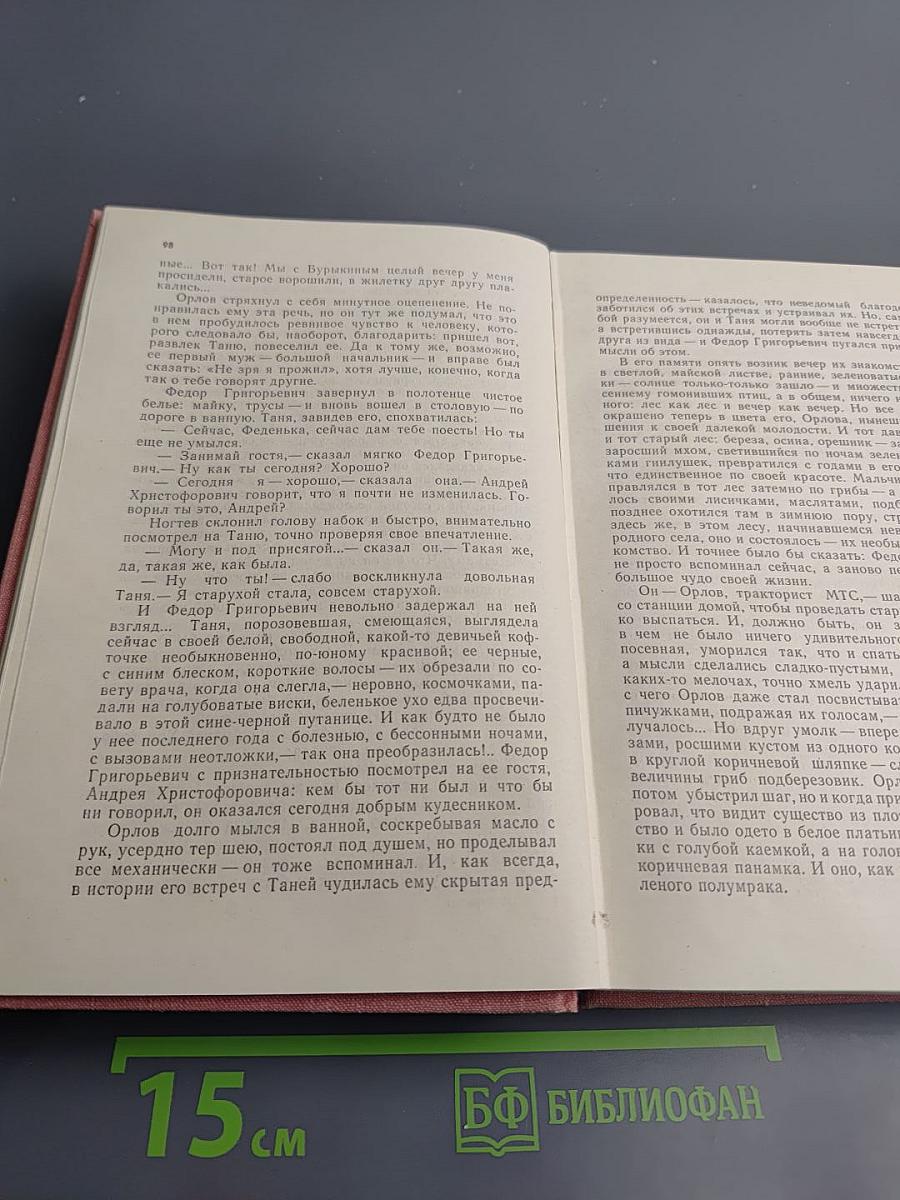 98
ные... Вот так! Мы с Бурыкиным целый вечер у меня
просидели, старое ворошили, в жилетку друг другу пла-
кались...
Орлов стряхнул с себя минутное оцепенение. Не по-
нравилась ему эта речь, но он тут же подумал, что это
в нем пробудилось ревнивое чувство к человеку, кото-
рого следовало бы, наоборот, благодарить: пришел вот,
развлек Таню, повеселил ее. Да к тому же, возможно,
ее первый муж — большой начальник — и вправе был
сказать: «Не зря я прожил», хотя лучше, конечно, когда
так о тебе говорят другие.
Федор Григорьевич завернул в полотенце чистое
белье: майку, трусы — и вновь вошел в столовую — по
дороге в ванную. Таня, завидев его, спохватилась:
— Сейчас, Феденька, сейчас дам тебе поесть! Но ты
еще не умылся.
— Занимай гостя,— сказал мягко Федор Григорье-
вич.— Ну как ты сегодня? Хорошо?
— Сегодня я — хорошо,— сказала она.— Андрей
Христофорович говорит, что я почти не изменилась. Го-
ворил ты это, Андрей?
Ногтев склонил голову набок и быстро, внимательно
посмотрел на Таню, точно проверяя свое впечатление.
— Могу и под присягой...— сказал он.— Такая же,
да, такая же, как была.
— Ну что ты! — слабо воскликнула довольная
Таня.— Я старухой стала, совсем старухой.
И Федор Григорьевич невольно задержал на ней
взгляд... Таня, порозовевшая, смеющаяся, выглядела
сейчас в своей белой, свободной, какой-то девичьей коф-
точке необыкновенно, по-юному красивой; ее черные,
с синим блеском, короткие волосы — их обрезали по со-
вету врача, когда она слегла,— неровно, космочками, па-
дали на голубоватые виски, беленькое ухо едва просвечи-
вало в этой сине-черной путанице. И как будто не было
у нее последнего года с болезнью, с бессонными ночами,
с вызовами неотложки,— так она преобразилась!.. Федор
Григорьевич с признательностью посмотрел на ее гостя,
Андрея Христофоровича: кем бы тот ни был и что бы
ни говорил, он оказался сегодня добрым кудесником.
Орлов долго мылся в ванной, соскребывая масло с
рук, усердно тер шею, постоял под душем, но проделывал
все механически — он тоже вспоминал. И, как всегда,
в истории его встреч с Таней чудилась ему скрытая пред-
определенность — казалось, что неведомый благоде
заботился об этих встречах и устраивал их. Но, са
бой разумеется, он и Таня могли вообще не встрет
а встретившись однажды, потерять затем навсегд
друга из вида — и Федор Григорьевич пугался при
мысли об этом.
В его памяти опять возник вечер их знакомс
в светлой, майской листве, ранние, зеленоваты
ки — солнце только-только зашло — и множест
сеннему гомонивших птиц, а в общем, ничего
ного: лес как лес и вечер как вечер. Но все
окрашено теперь в цвета его, Орлова, нынеш
шения к своей далекой молодости. И тот дав
и тот старый лес: береза, осина, орешник — за
заросший мхом, светившийся по ночам зелен
ками гнилушек, превратился с годами в его
что единственное по своей красоте. Мальчи
правлялся в тот лес затемно по грибы — а
лось своими лисичками, маслятами, подб
позднее охотился там в зимнюю пору, стр
здесь же, в этом лесу, начинавшемся нев
родного села, оно и состоялось — их необы
комство. И точнее было бы сказать: Федо
не просто вспоминал сейчас, а заново пе
большое чудо своей жизни.
Он — Орлов, тракторист МТС,— ша
со станции домой, чтобы проведать стар
ко выспаться. И, должно быть, он з
в чем не было ничего удивительного
посевная, уморился так, что и спать
а мысли сделались сладко-пустыми,
каких-то мелочах, точно хмель ударил
с чего Орлов даже стал посвистыват
пичужками, подражая их голосам,—
лучалось... Но вдруг умолк — впере
зами, росшими кустом из одного ко
в круглой коричневой шляпке — сл
величины гриб подберезовик. Орл
потом убыстрил шаг, но и когда при
ровал, что видит существо из плот
ство и было одето в белое платьиц
ки с голубой каемкой, а на голов
коричневая панамка. И оно, как
леного полумрака.
15 см
БФ БИБЛИОФАН